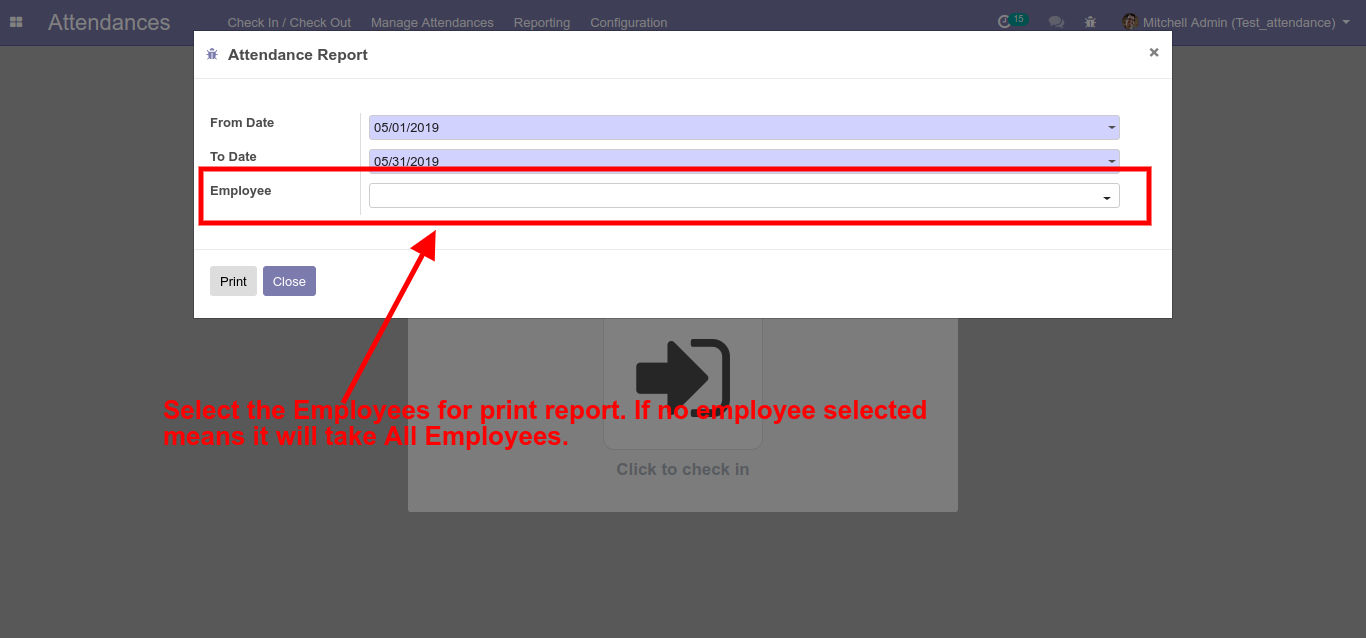 Attendances Check In / Check Out Manage Attendances Reporting Configuration 15 Mitchell Admin (Test_attendance)
Attendance Report ×
From Date 05/01/2019
To Date 05/31/2019
Employee
Print Close
Select the Employees for print report. If no employee selected
means it will take All Employees.
Click to check in